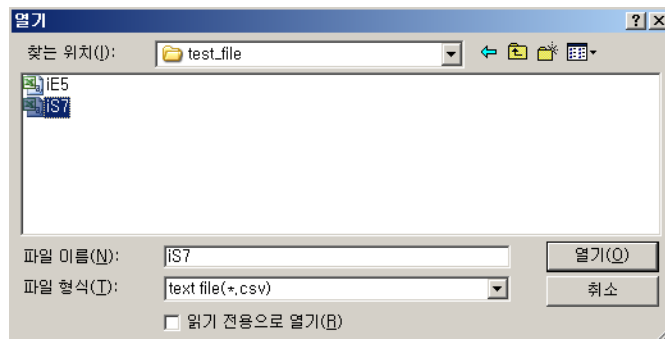 열기
찾는 위치(I): test_file
iE5
iS7
파일 이름(N): iS7 열기(O)
파일 형식(T): text file(*.csv) 취소
읽기 전용으로 열기(R)